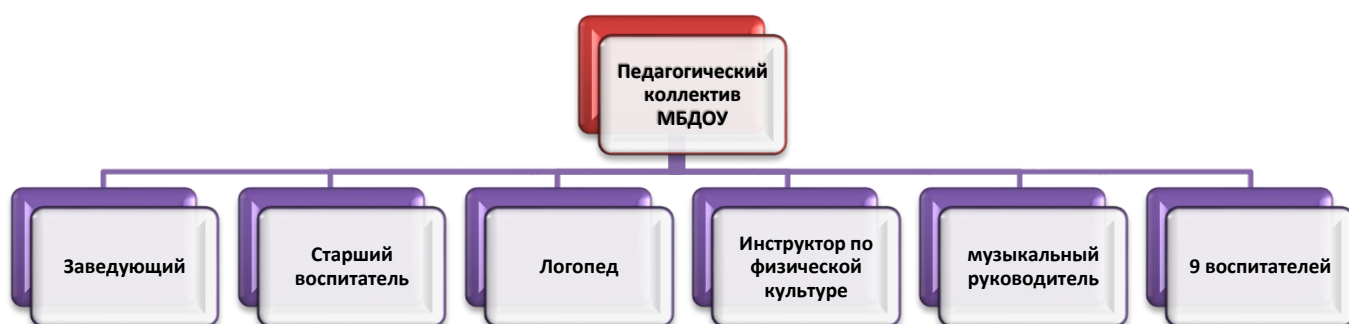 Педагогический
коллектив
МБДОУ
Заведующий
Старший
воспитатель
Логопед
Инструктор по
физической
культуре
музыкальный
руководитель
9 воспитателей